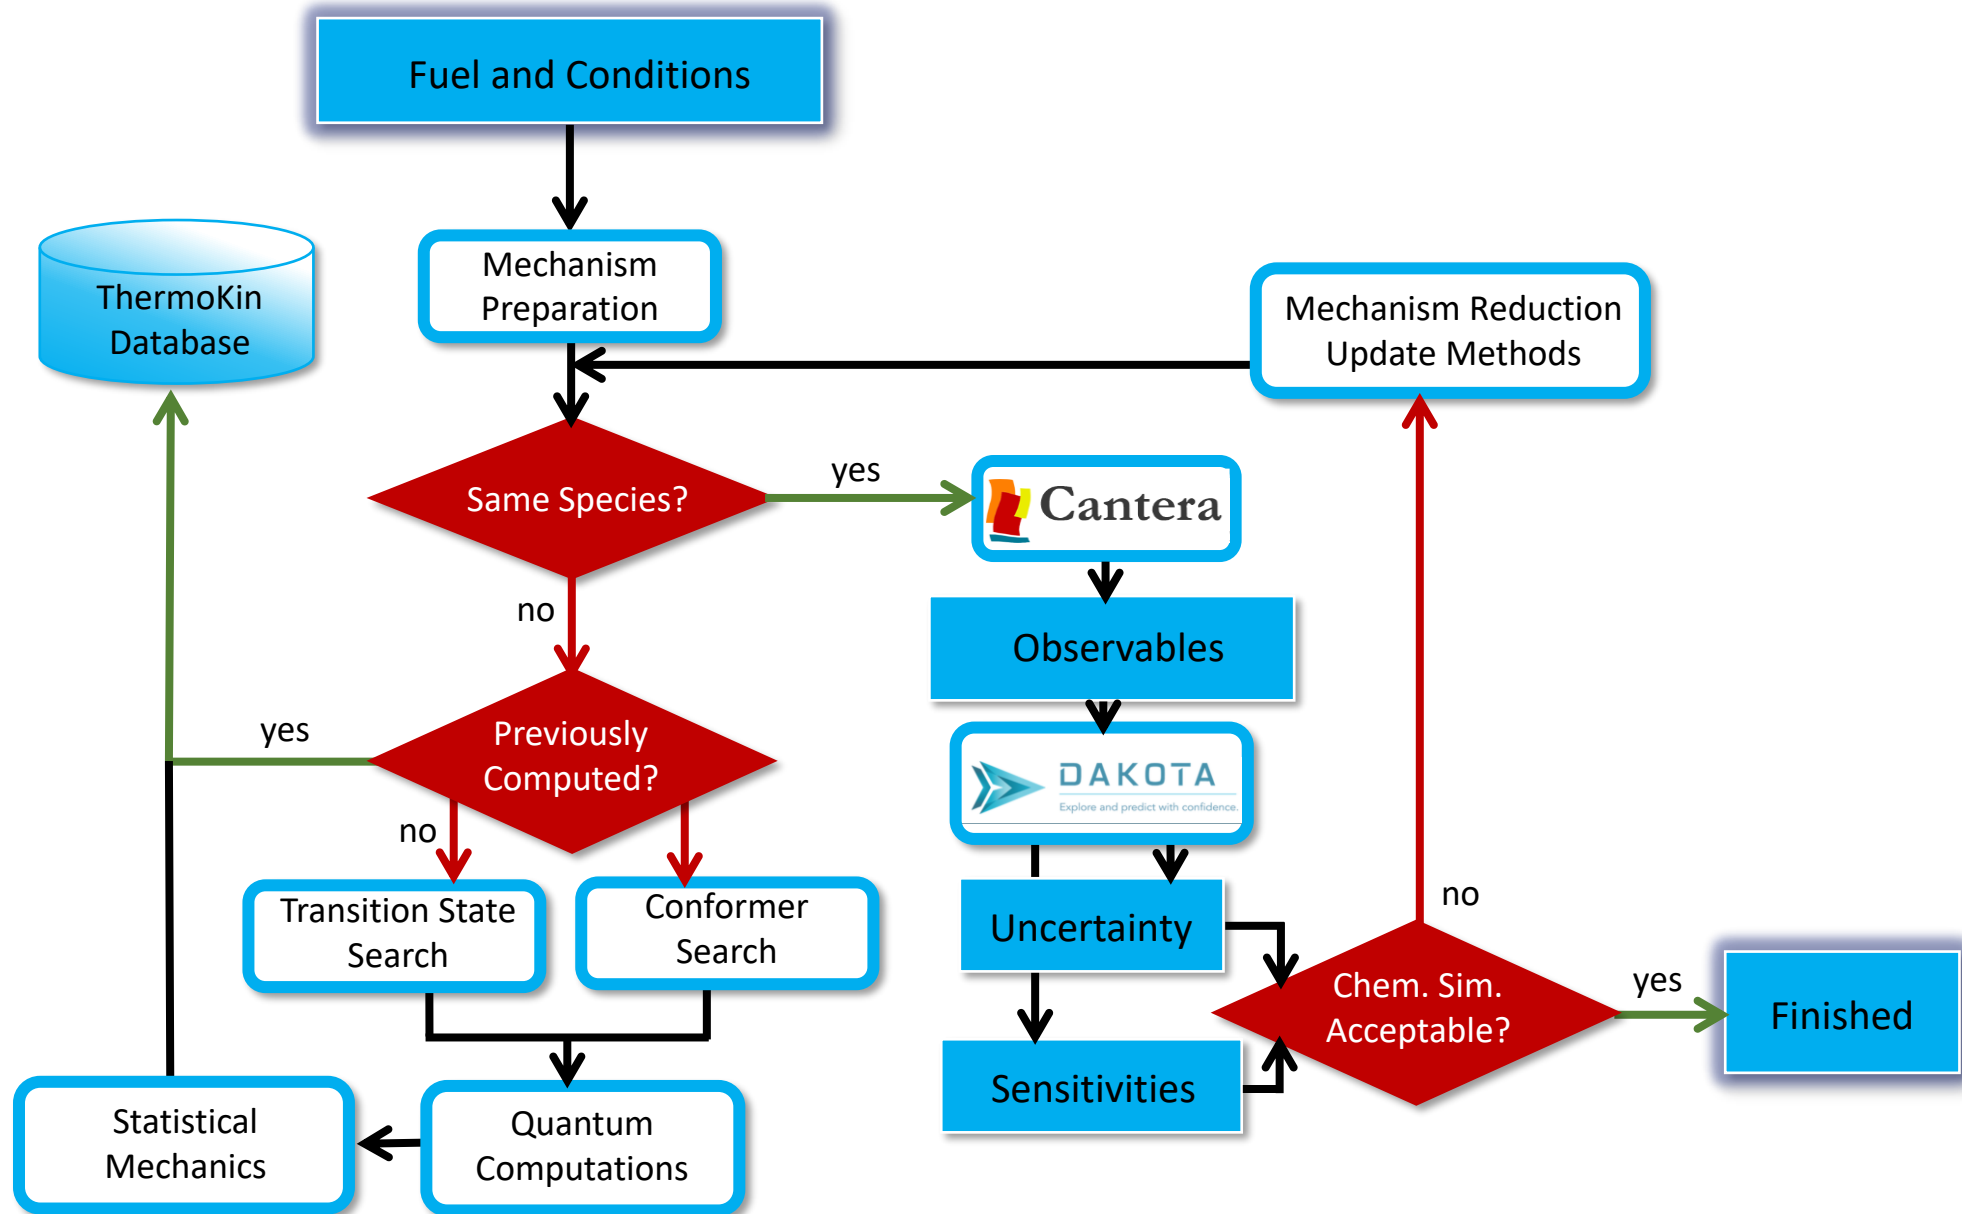 Fuel and Conditions
Mechanism
Preparation
ThermoKin
Database
Mechanism Reduction
Update Methods
Same Species?
yes
Cantera
no
Observables
Previously
Computed?
yes
DAKOTA
Explore and predict with confidence.
no
Transition State
Search
Conformer
Search
Uncertainty
no
Chem. Sim.
Acceptable?
yes
Finished
Sensitivities
Statistical
Mechanics
Quantum
Computations